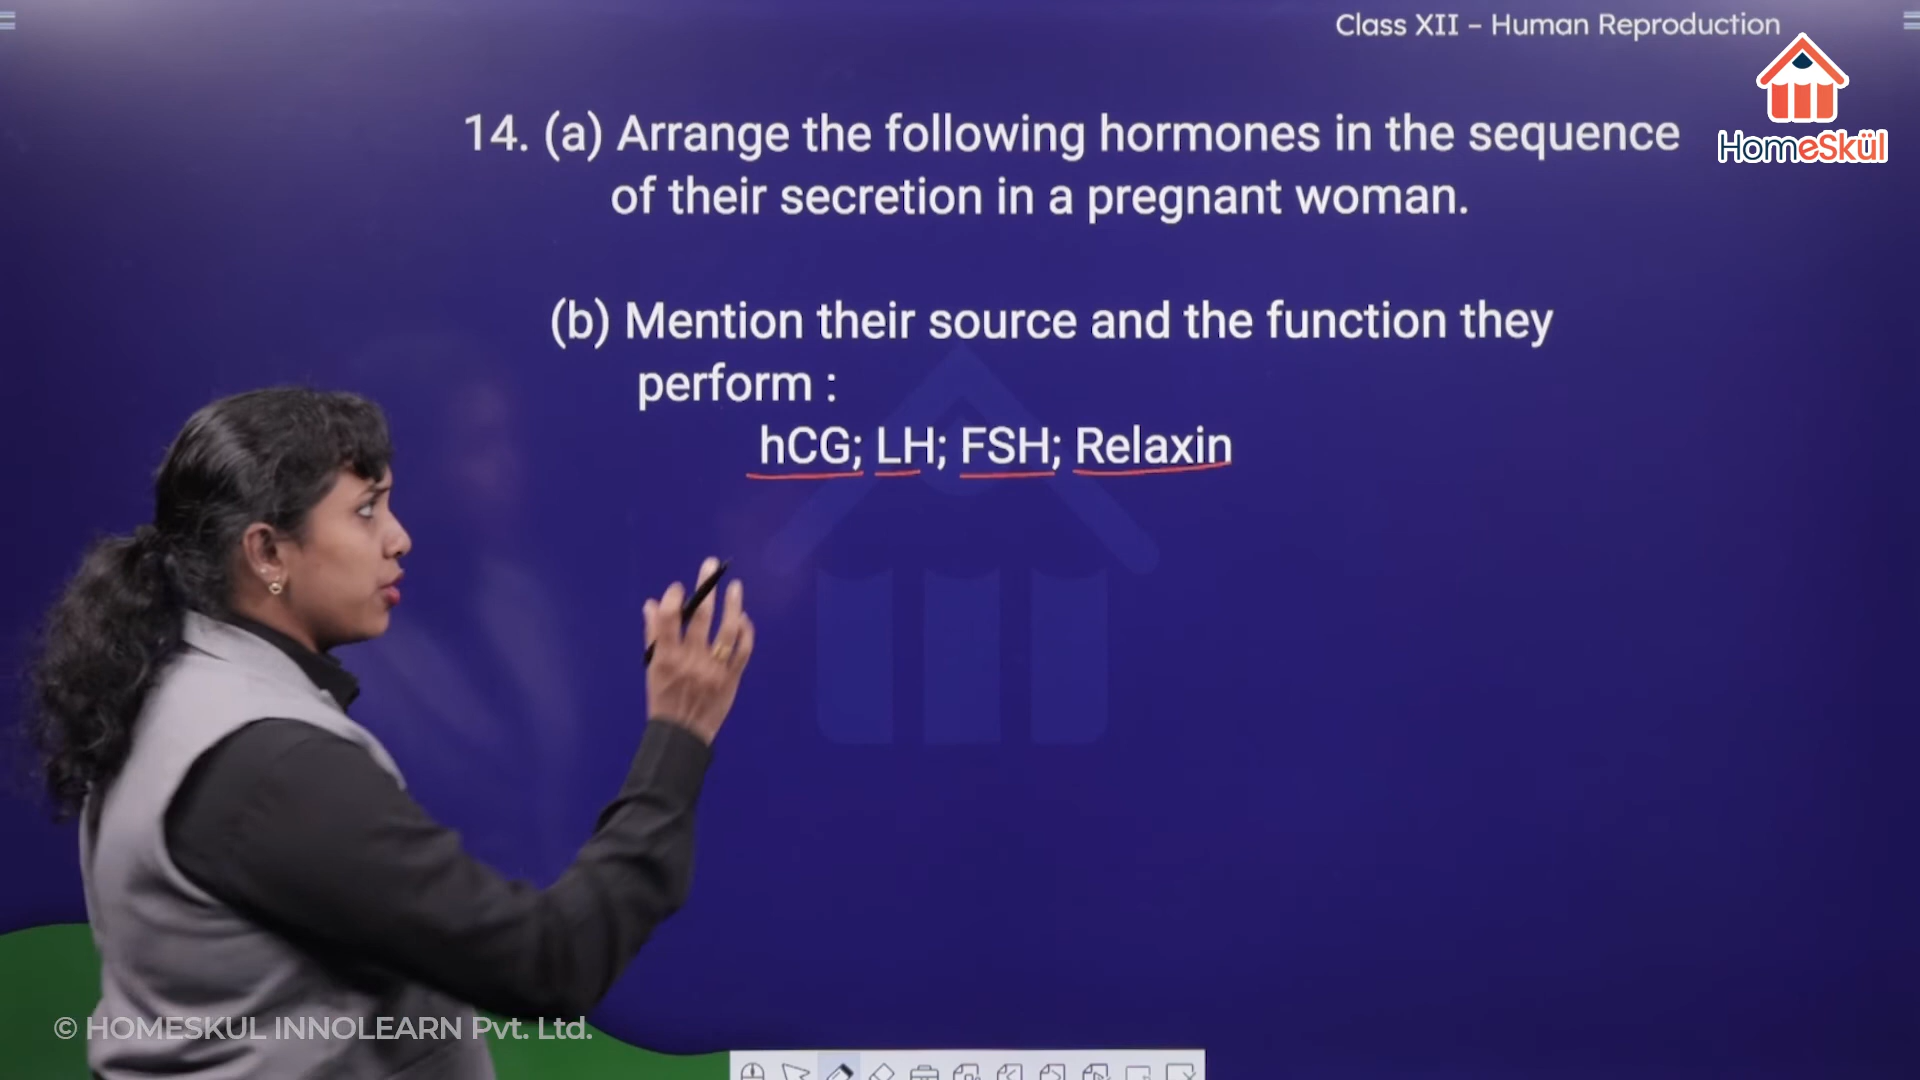 Class XII – Human Reproduction
HomeSkül
14. (a) Arrange the following hormones in the sequence
of their secretion in a pregnant woman.
(b) Mention their source and the function they
perform :
hCG; LH; FSH; Relaxin
© HOMESKUL INNOLEARN Pvt. Ltd.